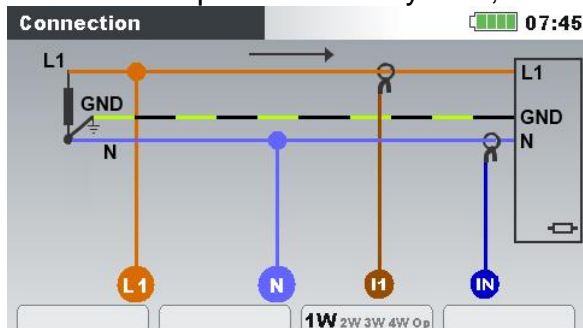 Connection 07:45
L1 L1
GND GND
N N
L1 N I1 IN
1W 2W 3W 4W Op